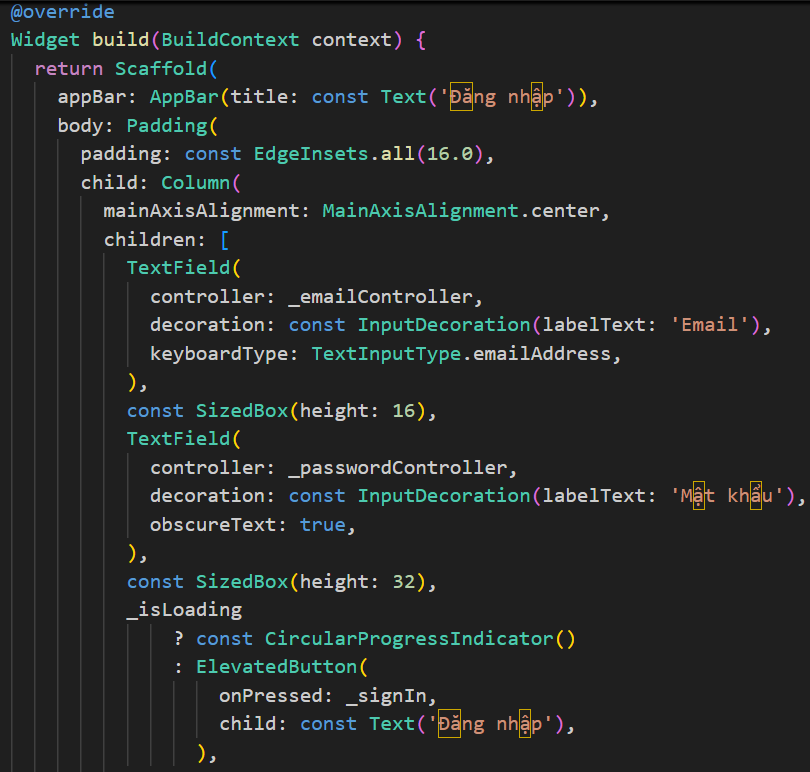 @override
Widget build(BuildContext context) {
  return Scaffold(
    appBar: AppBar(title: const Text('Đăng nhập')),
    body: Padding(
      padding: const EdgeInsets.all(16.0),
      child: Column(
        mainAxisAlignment: MainAxisAlignment.center,
        children: [
          TextField(
            controller: _emailController,
            decoration: const InputDecoration(labelText: 'Email'),
            keyboardType: TextInputType.emailAddress,
          ),
          const SizedBox(height: 16),
          TextField(
            controller: _passwordController,
            decoration: const InputDecoration(labelText: 'Mật khẩu'),
            obscureText: true,
          ),
          const SizedBox(height: 32),
          _isLoading
              ? const CircularProgressIndicator()
              : ElevatedButton(
                  onPressed: _signIn,
                  child: const Text('Đăng nhập'),
                ),